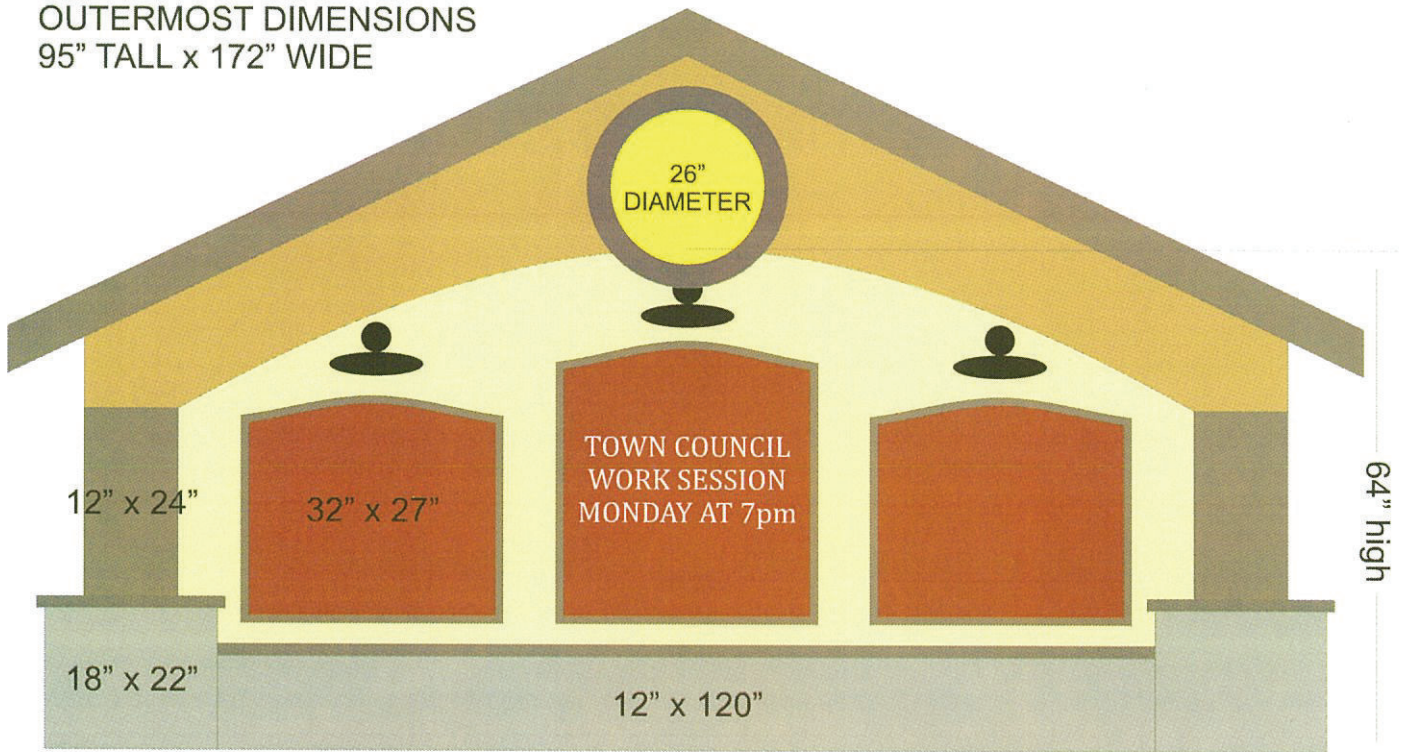 OUTERMOST DIMENSIONS
95” TALL x 172” WIDE
26”
DIAMETER
TOWN COUNCIL
WORK SESSION
MONDAY AT 7pm
12” x 24”
32” x 27”
64” high
18” x 22”
12” x 120”